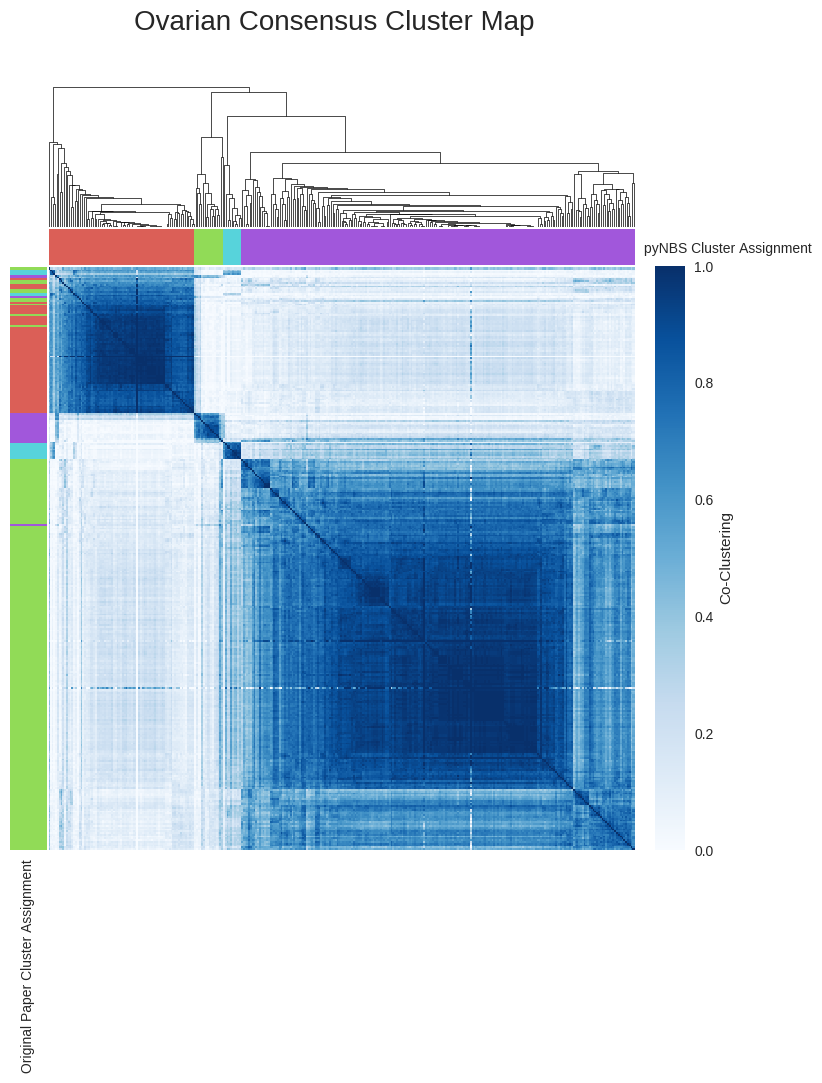 Ovarian Consensus Cluster Map
pyNBS Cluster Assignment
1.0
0.8
0.6
0.4
0.2
0.0
Co-Clustering
Original Paper Cluster Assignment